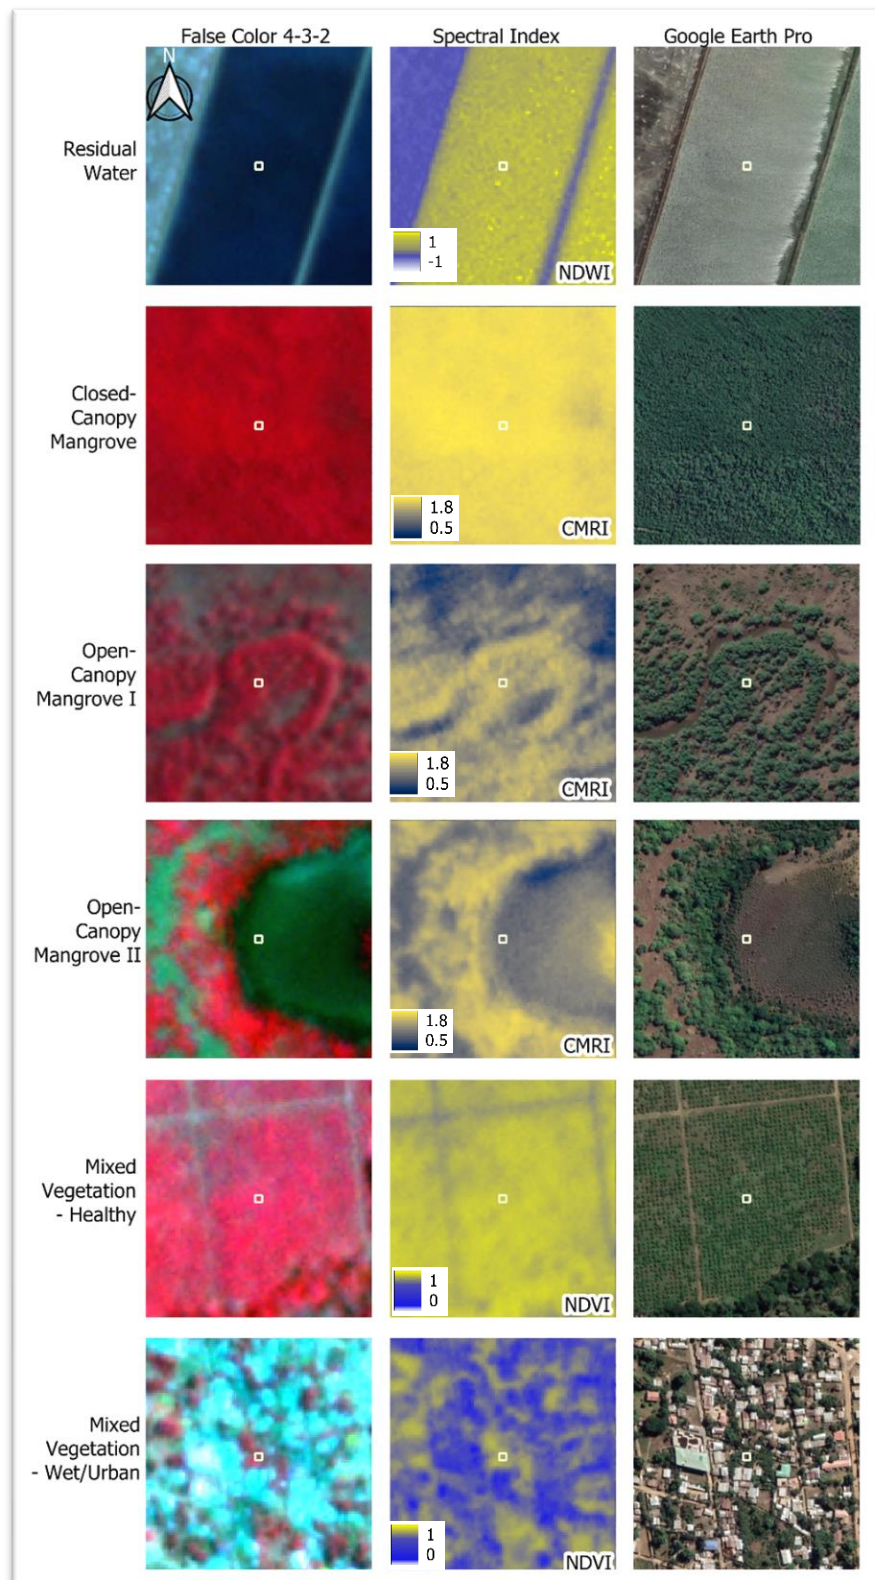 False Color 4-3-2
Spectral Index
Google Earth Pro
N
Residual
Water
1
-1
NDWI
Closed-
Canopy
Mangrove
1.8
0.5
CMRI
Open-
Canopy
Mangrove I
1.8
0.5
CMRI
Open-
Canopy
Mangrove II
1.8
0.5
CMRI
Mixed
Vegetation
- Healthy
1
0
NDVI
Mixed
Vegetation
- Wet/Urban
1
0
NDVI